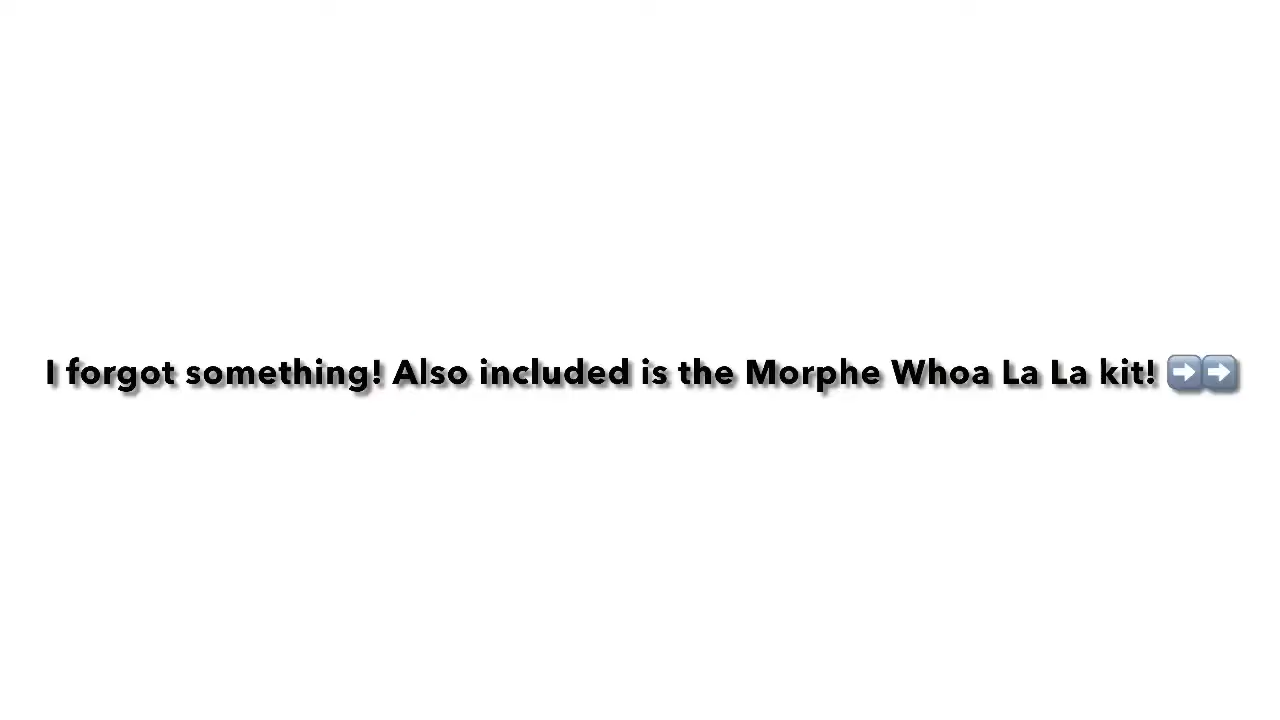 I forgot something! Also included is the Morphe Whoa La La kit! ➡️➡️